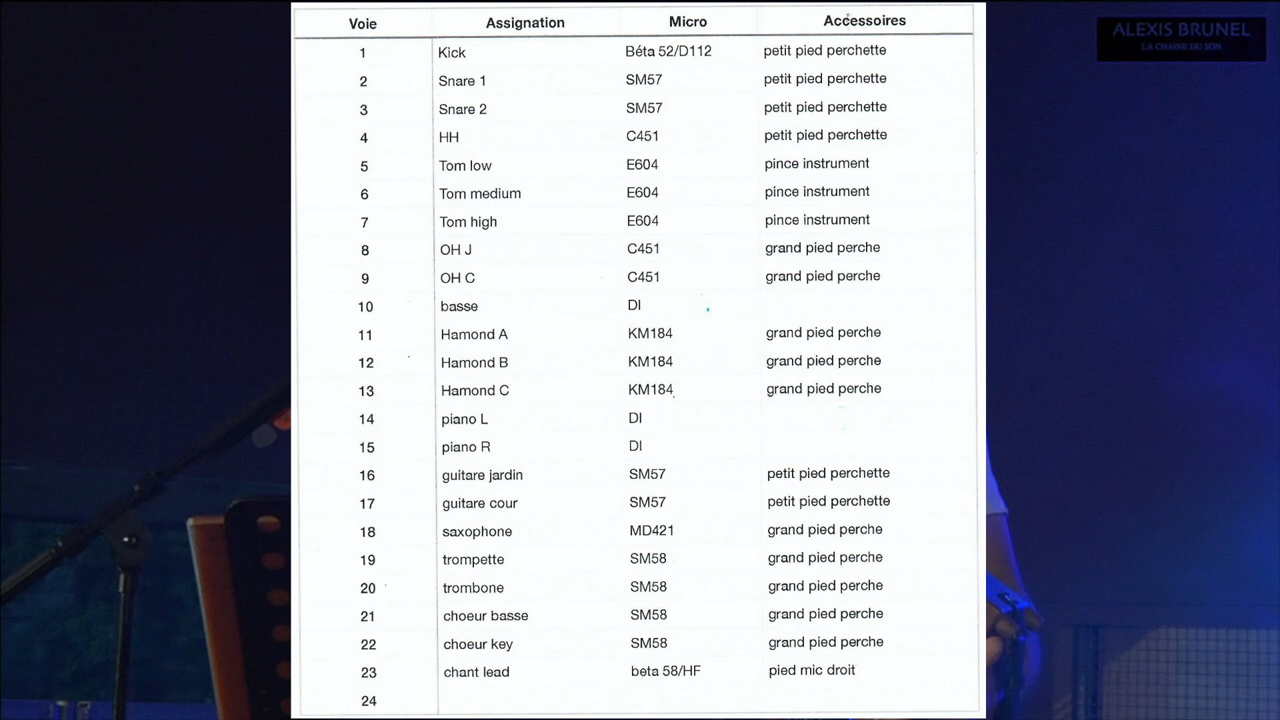 Voie Assignation Micro Accessoires
1 Kick Béta 52/D112 petit pied perchette
2 Snare 1 SM57 petit pied perchette
3 Snare 2 SM57 petit pied perchette
4 HH C451 petit pied perchette
5 Tom low E604 pince instrument
6 Tom medium E604 pince instrument
7 Tom high E604 pince instrument
8 OH J C451 grand pied perche
9 OH C C451 grand pied perche
10 basse DI
11 Hamond A KM184 grand pied perche
12 Hamond B KM184 grand pied perche
13 Hamond C KM184 grand pied perche
14 piano L DI
15 piano R DI
16 guitare jardin SM57 petit pied perchette
17 guitare cour SM57 petit pied perchette
18 saxophone MD421 grand pied perche
19 trompette SM58 grand pied perche
20 trombone SM58 grand pied perche
21 choeur basse SM58 grand pied perche
22 choeur key SM58 grand pied perche
23 chant lead beta 58/HF pied mic droit
24
ALEXIS BRUNEL
LA CHAINE DU SON